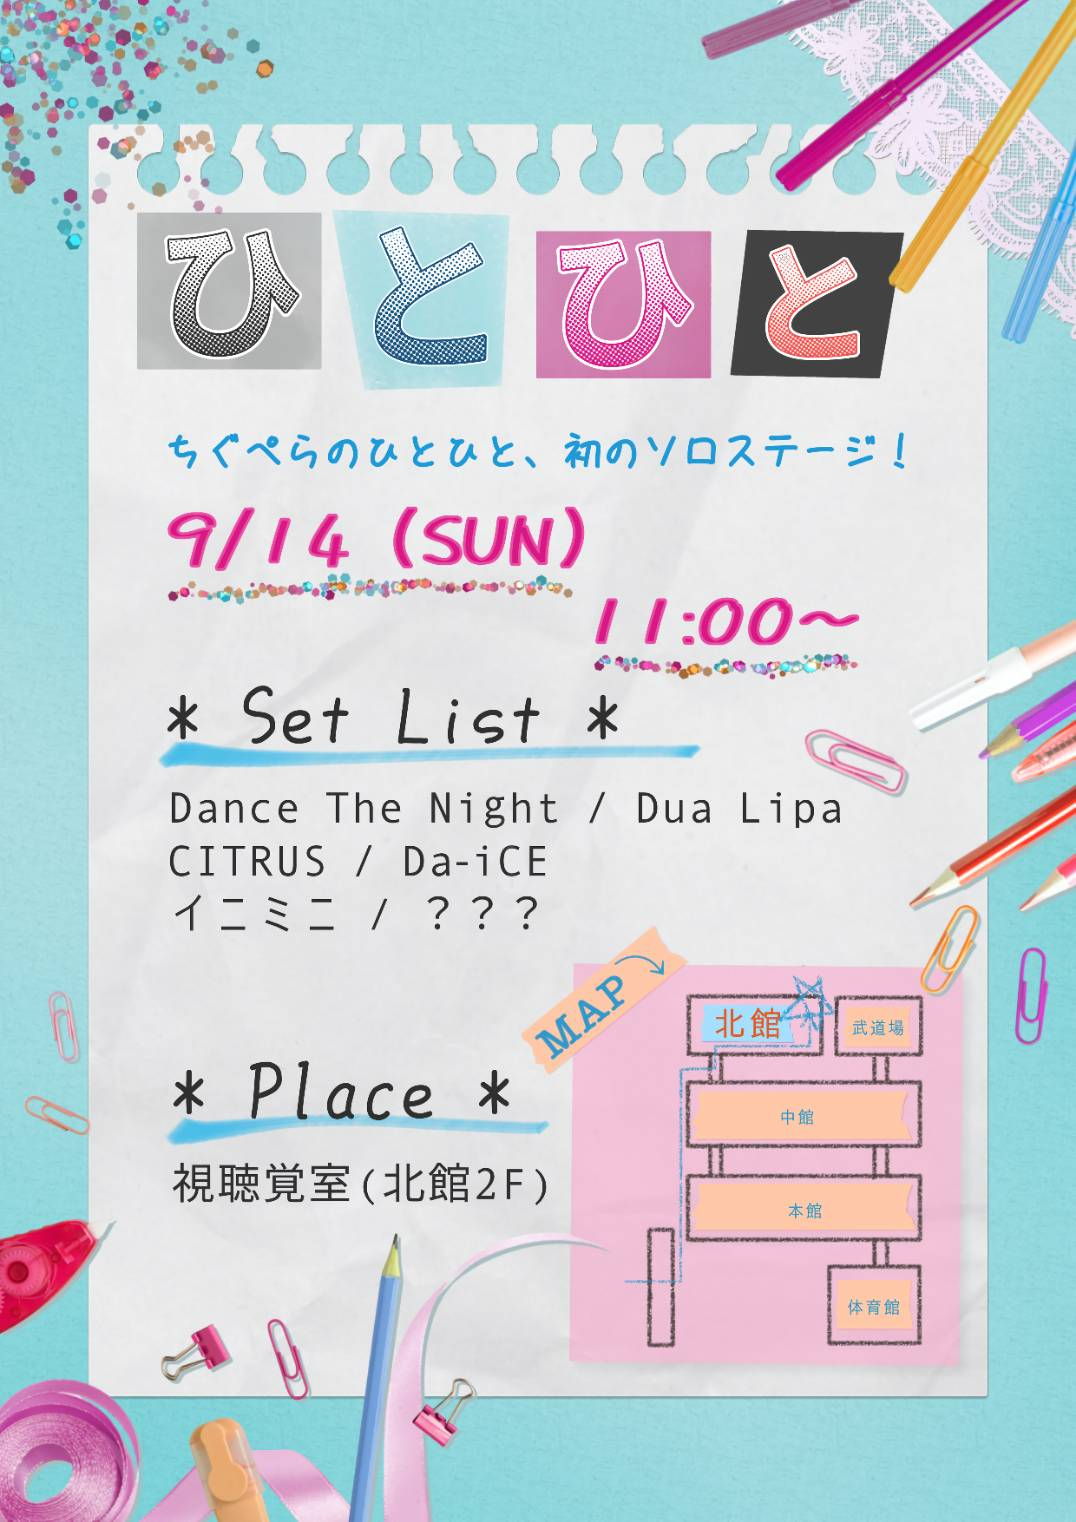 ひとひと
ちぐぺらのひとひと、初のソロステージ！
9/14 (SUN)
11:00～
* Set List *
Dance The Night / Dua Lipa
CITRUS / Da-iCE
イニミニ / ？？？
MAP
北館
武道場
中館
本館
体育館
* Place *
視聴覚室(北館2F)